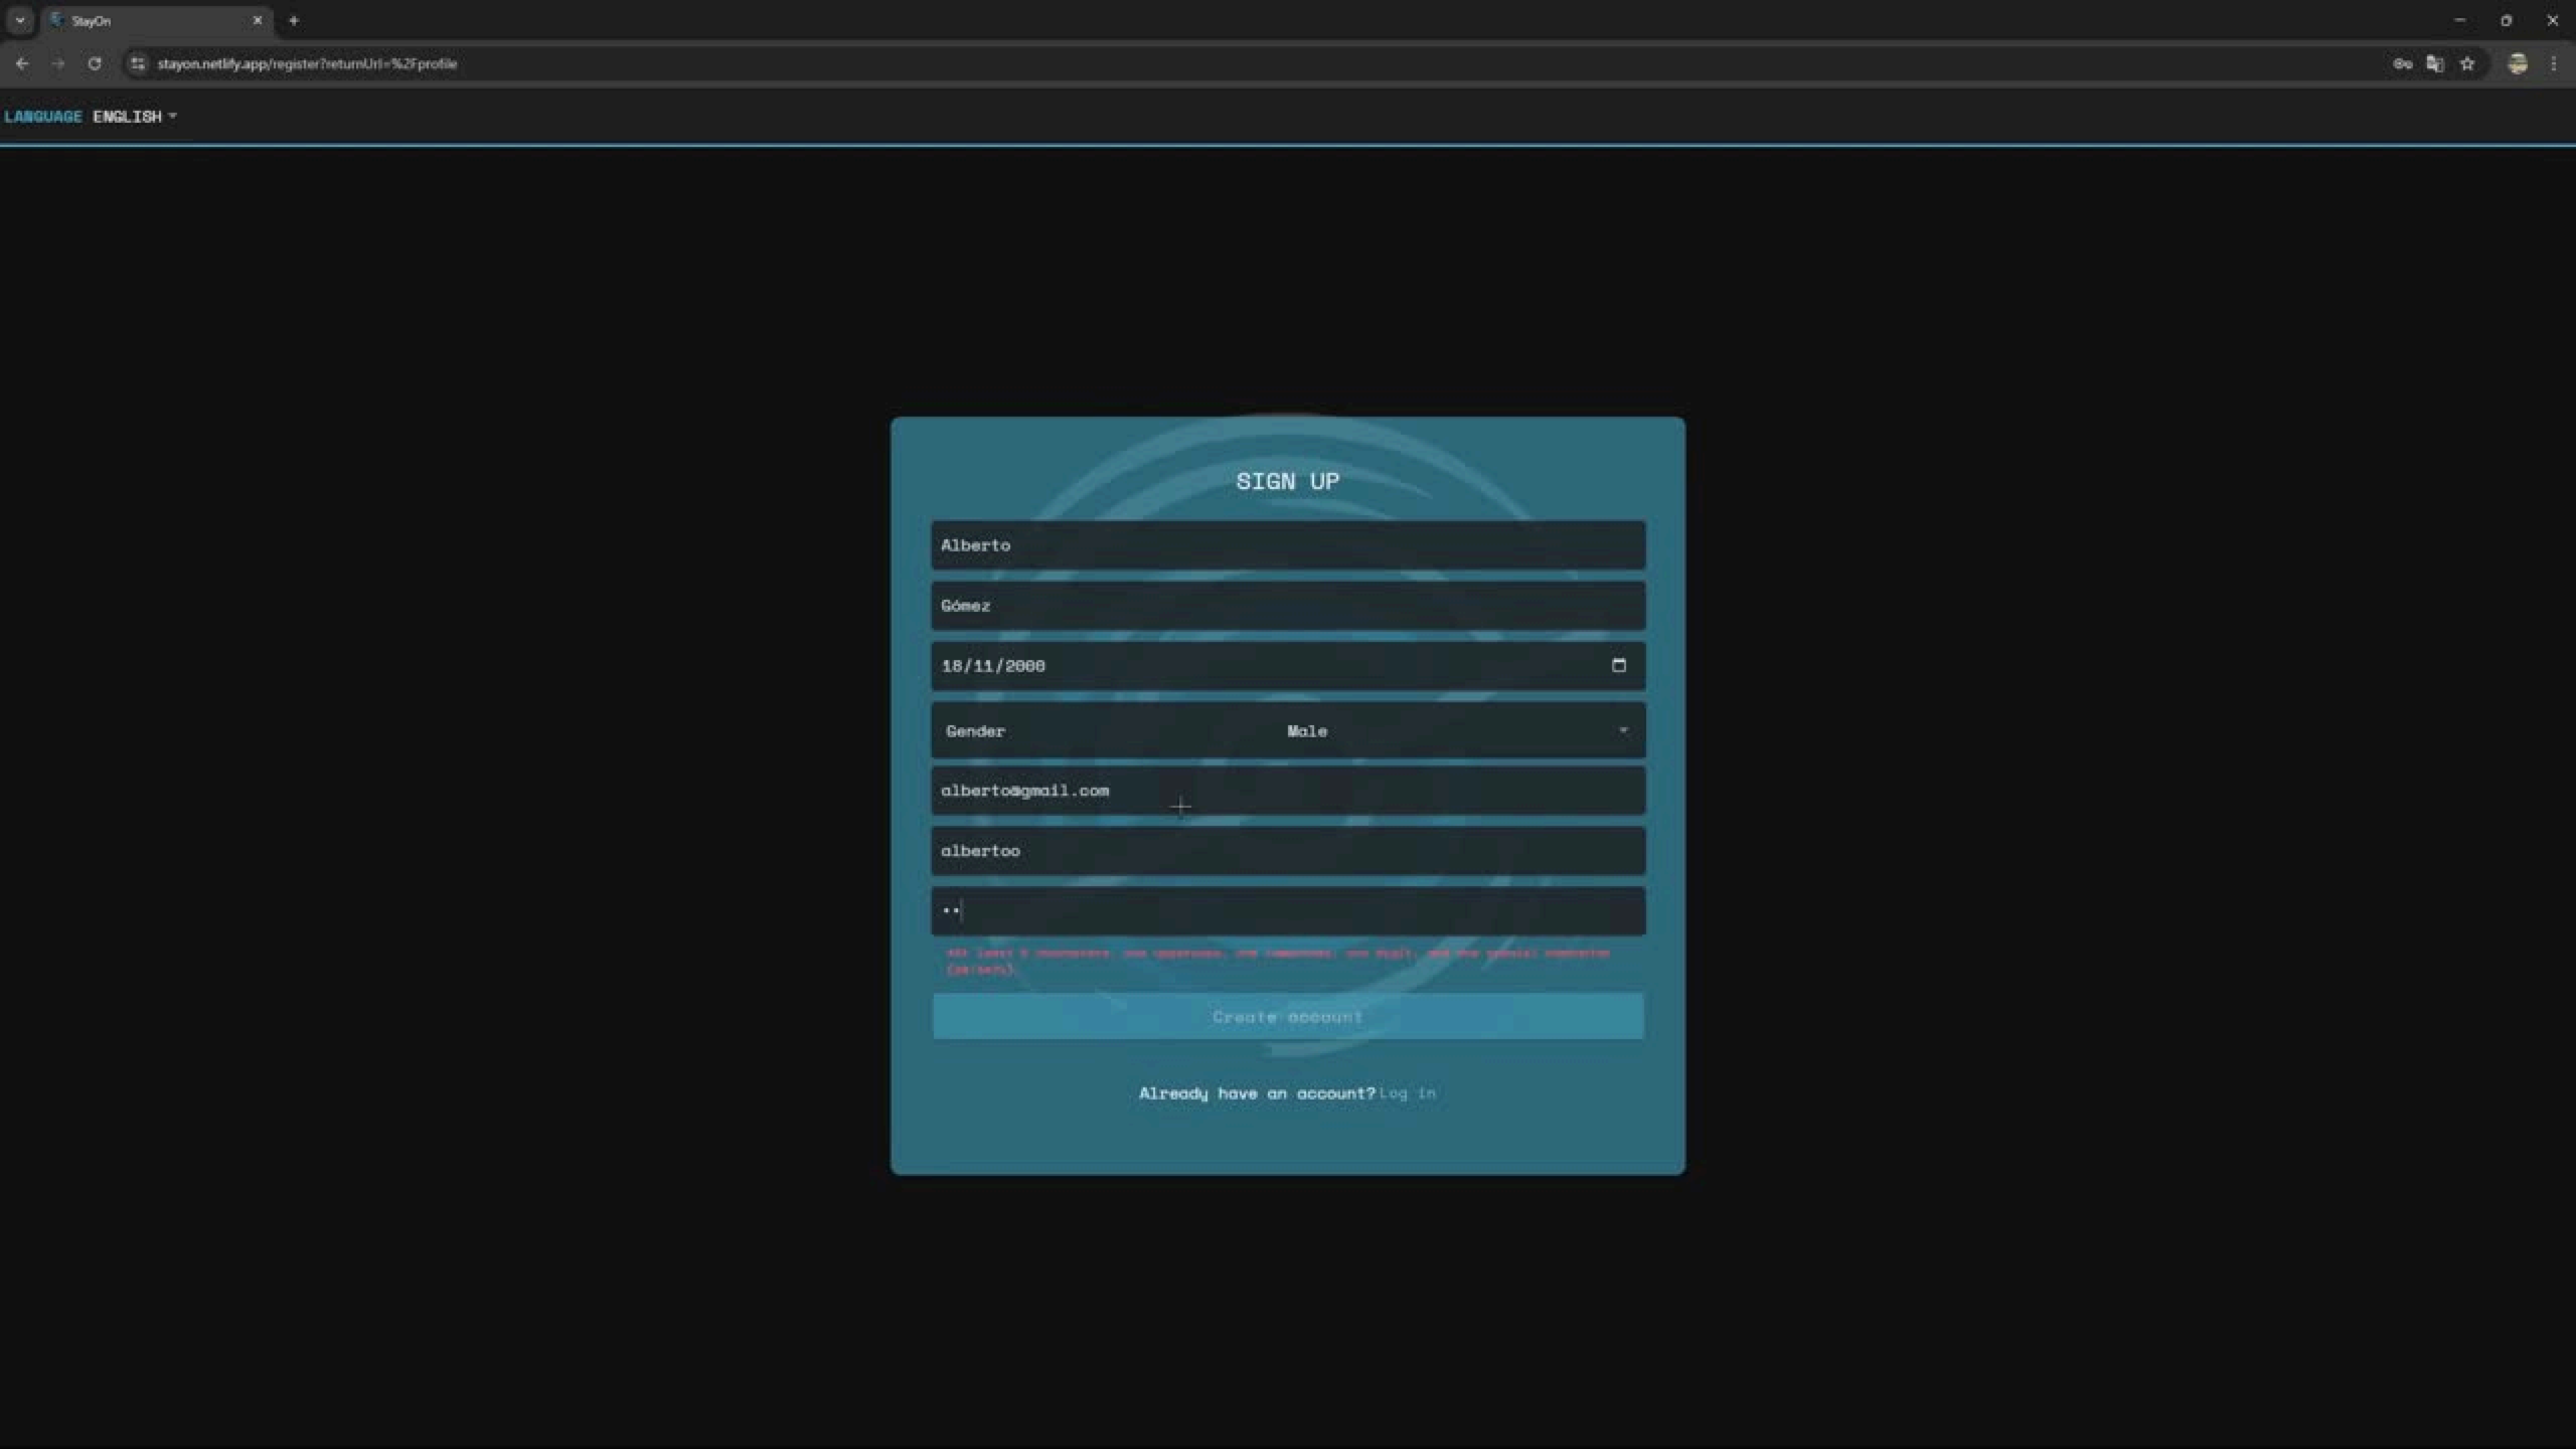 StayOn
stayon.netlify.app/register?returnUrl=%2Fprofile
LANGUAGE ENGLISH
SIGN UP
Alberto
Gómez
18/11/2000
Gender Male
alberto@gmail.com
albertoo
Create account
Already have an account? Log in